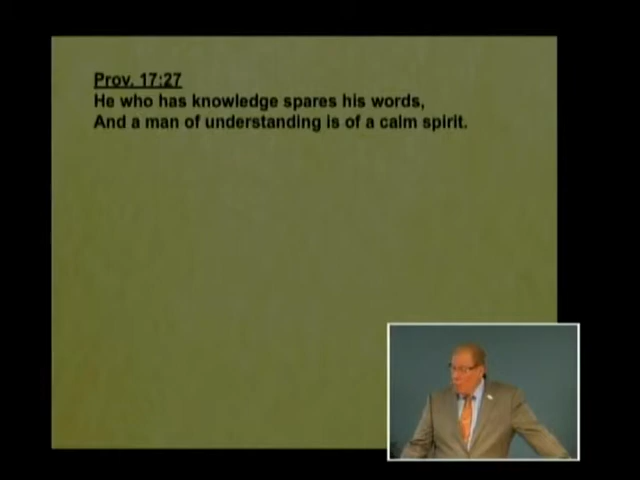 Prov. 17:27
He who has knowledge spares his words,
And a man of understanding is of a calm spirit.